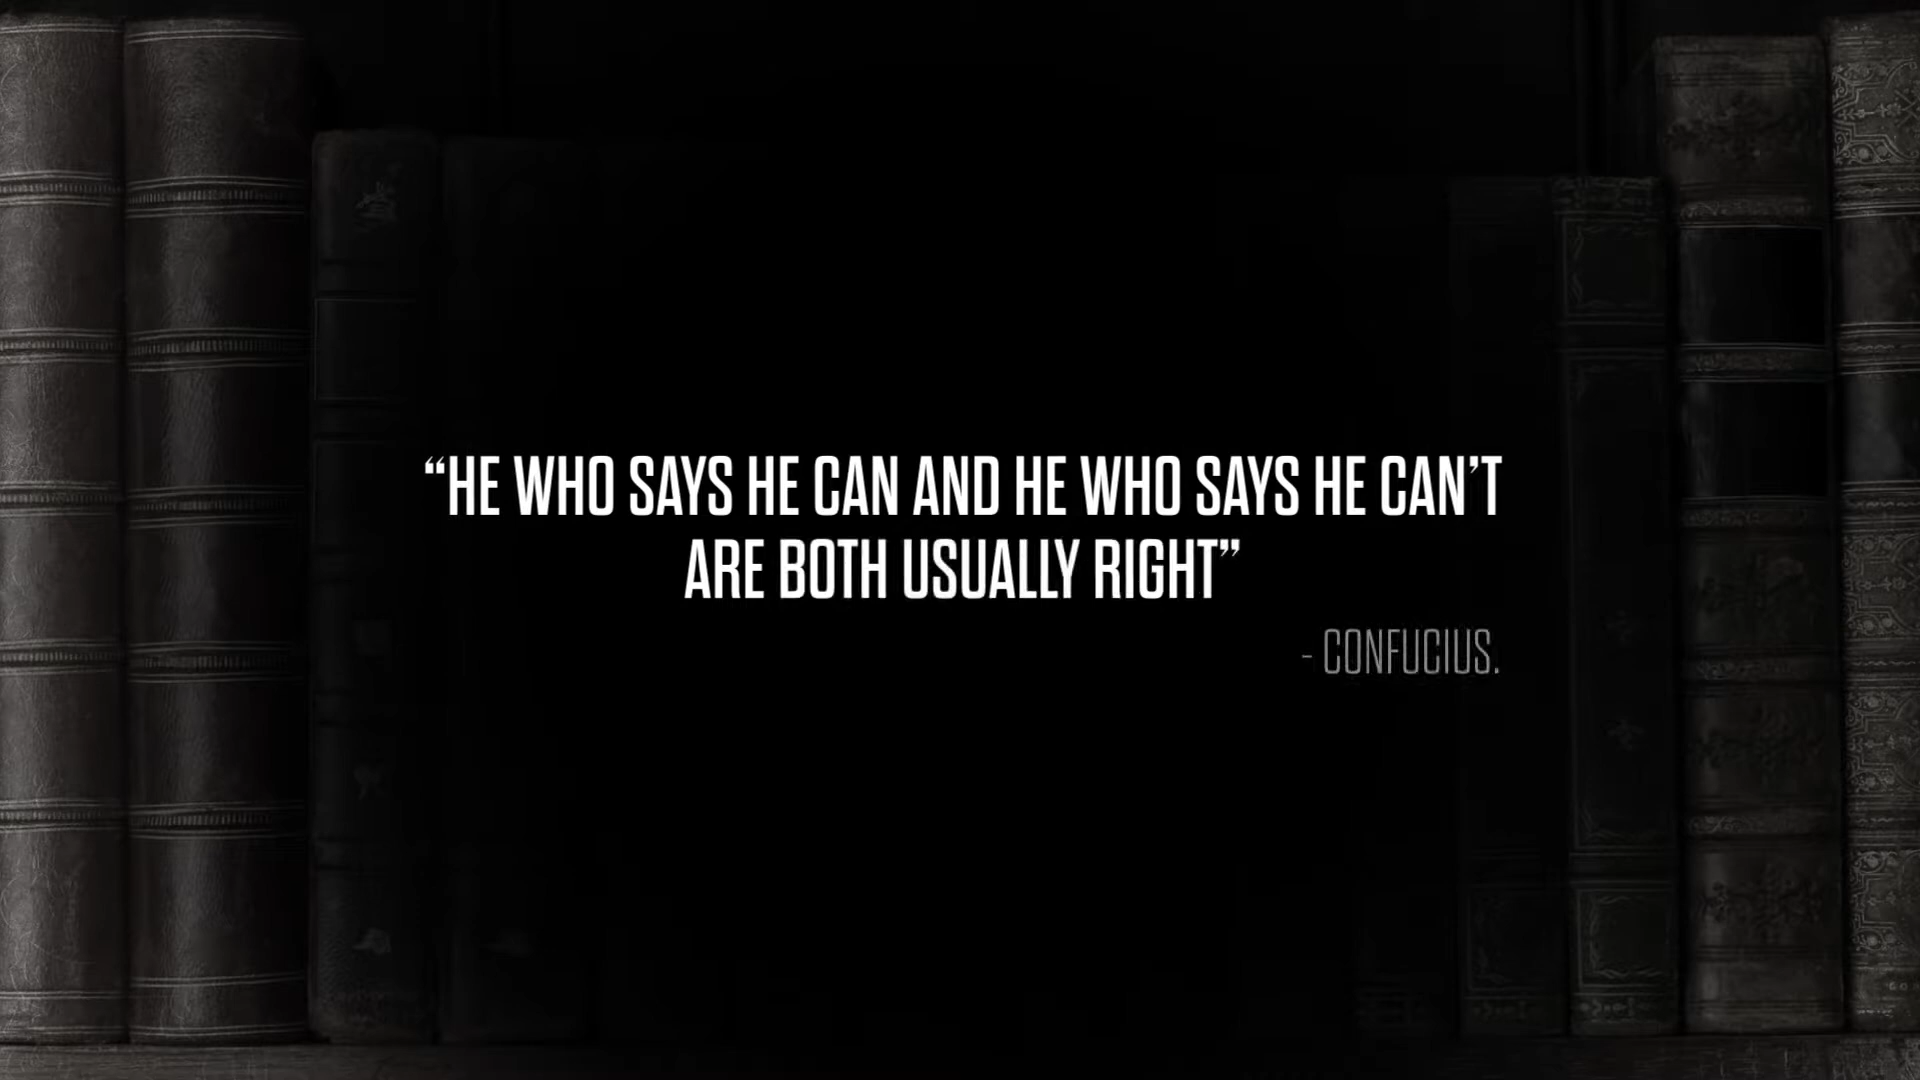 “HE WHO SAYS HE CAN AND HE WHO SAYS HE CAN’T
ARE BOTH USUALLY RIGHT”
- CONFUCIUS.